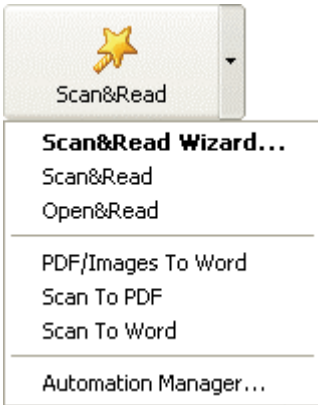 Scan&Read
Scan&Read Wizard...
Scan&Read
Open&Read
PDF/Images To Word
Scan To PDF
Scan To Word
Automation Manager...